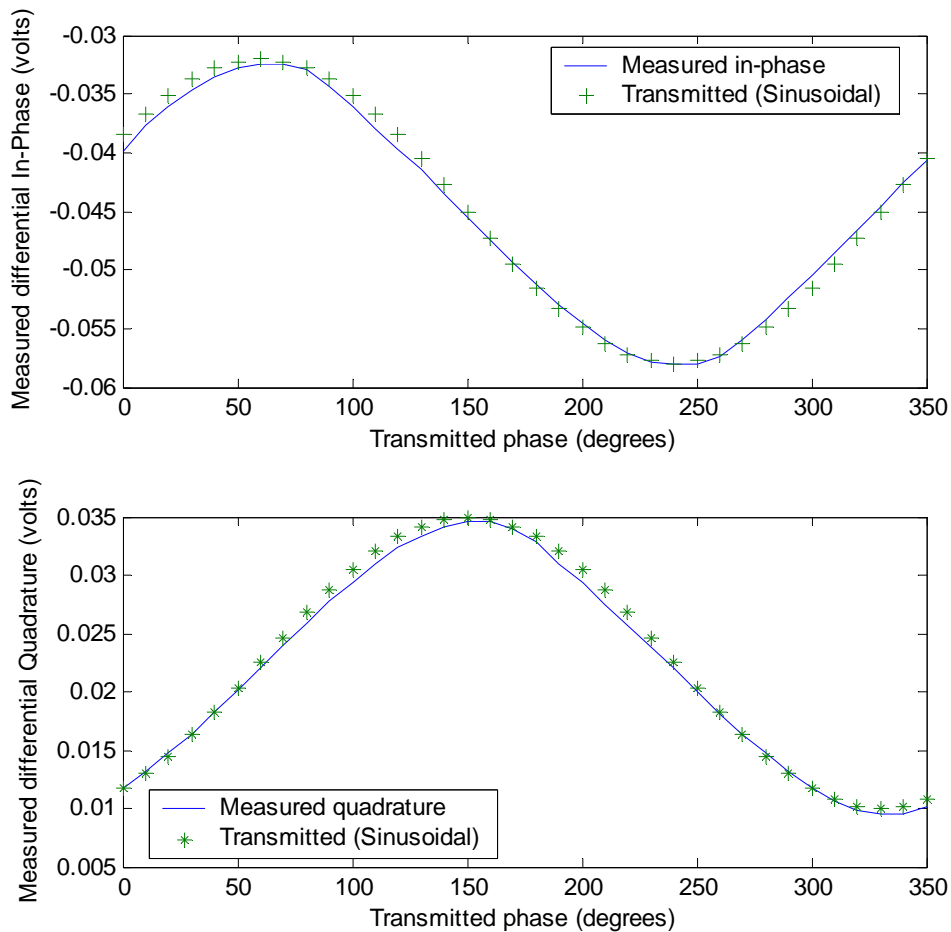 Measured differential In-Phase (volts)
-0.03
-0.035
-0.04
-0.045
-0.05
-0.055
-0.06
Measured in-phase
Transmitted (Sinusoidal)
0 50 100 150 200 250 300 350
Transmitted phase (degrees)
Measured differential Quadrature (volts)
0.035
0.03
0.025
0.02
0.015
0.01
0.005
Measured quadrature
Transmitted (Sinusoidal)
0 50 100 150 200 250 300 350
Transmitted phase (degrees)